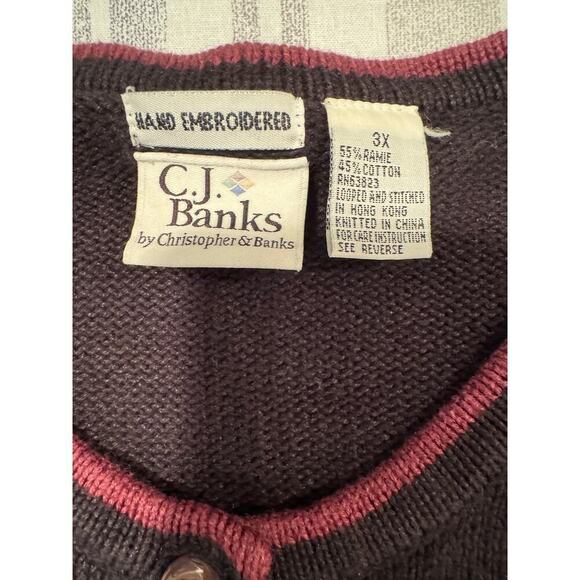 HAND EMBROIDERED
C.J.
Banks
by Christopher & Banks
3X
55% RAMIE
45% COTTON
RN63823
LOOPED AND STITCHED
IN HONG KONG
KNITTED IN CHINA
FOR CARE INSTRUCTION
SEE REVERSE